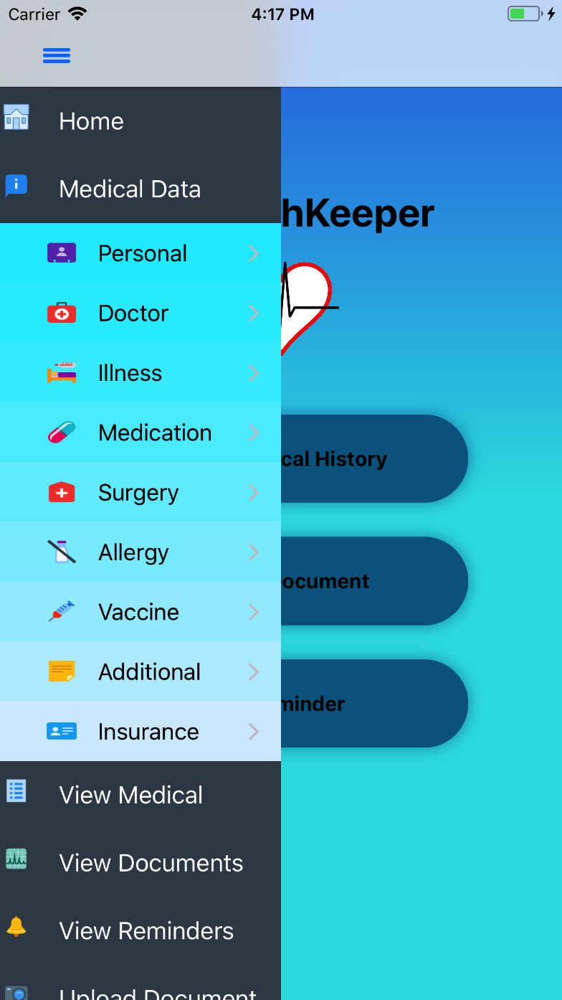 Carrier 4:17 PM
Home
Medical Data
hKeeper
Personal
Doctor
Illness
Medication
cal History
Surgery
Allergy
ocument
Vaccine
Additional
minder
Insurance
View Medical
View Documents
View Reminders
Upload Document